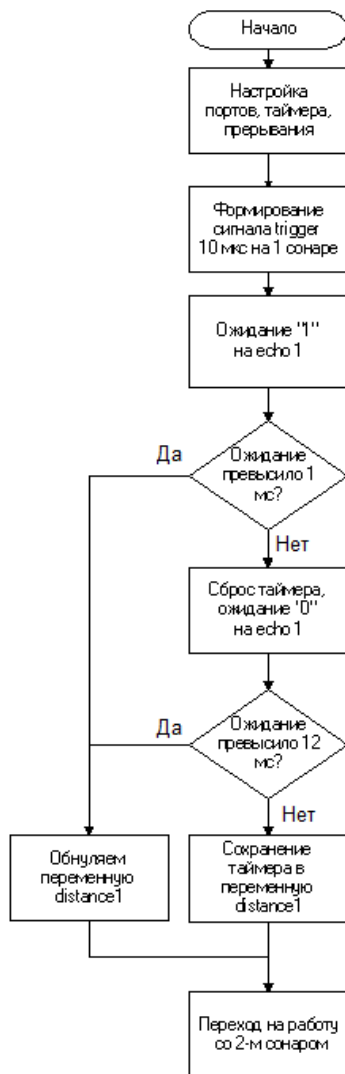 Начало
Настройка
портов, таймера,
прерывания
Формирование
сигнала trigger
10 мкс на 1 сонаре
Ожидание "1"
на echo 1
Ожидание
превысило 1
мс?
Да
Нет
Сброс таймера,
ожидание "0"
на echo 1
Ожидание
превысило 12
мс?
Да
Нет
Обнуляем
переменную
distance1
Сохранение
таймера в
переменную
distance1
Переход на работу
со 2-м сонаром